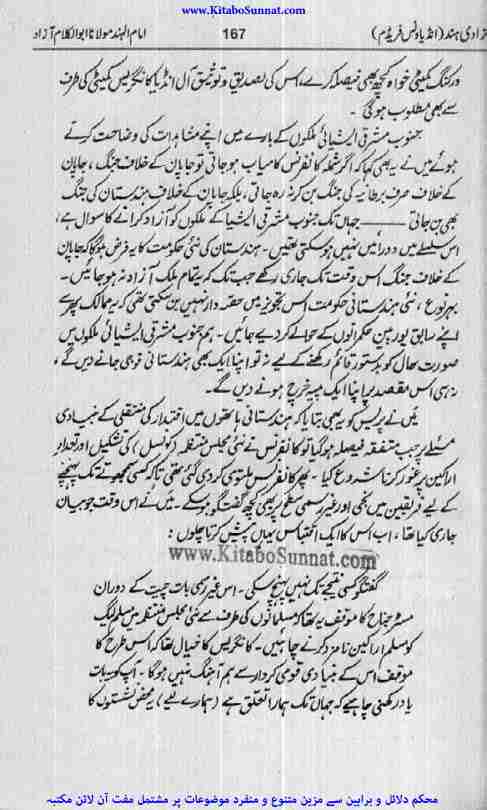 www.KitaboSunnat.com
زادی ہند (انڈیا ونس فریڈم) 167 امام الہند مولانا ابوالکلام آزاد
ورکنگ کمیٹی خواہ کچھ بھی فیصلہ کرے، اس کی تصدیق و توثیق آل انڈیا کانگریس کمیٹی کی طرف
سے بھی مطلوب ہوگی۔
جنوب مشرقی ایشیائی ملکوں کے بارے میں اپنے مشاہدات کی وضاحت کرتے
ہوئے میں نے یہ بھی کہا کہ اگر شملہ کانفرنس کامیاب ہو جاتی تو جاپان کے خلاف جنگ، جاپان
کے خلاف صرف برطانیہ کی جنگ بن کر نہ رہ جاتی، بلکہ جاپان کے خلاف ہندستان کی جنگ
بھی بن جاتی ــــــــ جہاں تک جنوب مشرقی ایشیا کے ملکوں کو آزاد کرانے کا سوال ہے،
اس سلسلے میں دو رائیں نہیں ہو سکتی تھیں۔ ہندستان کی نئی حکومت کا یہ فرض ہوگا کہ جاپان
کے خلاف جنگ اس وقت تک جاری رکھے جب تک کہ یہ تمام ملک آزاد نہ ہو جائیں۔
بہر نوع، نئی ہندستانی حکومت اس تجویز میں حصہ دار نہیں بن سکتی تھی کہ یہ ممالک پھر سے
اپنے سابق یورپین حکمرانوں کے حوالے کر دیے جائیں۔ ہم جنوب مشرقی ایشیائی ملکوں میں
صورت حال کو بدستور قائم رکھنے کے لیے نہ تو اپنا ایک بھی ہندستانی فوجی جانے دیں گے،
نہ ہی اس مقصد پر اپنا ایک پیسہ خرچ ہونے دیں گے۔
میں نے پریس کو یہ بھی بتایا کہ ہندستانی ہاتھوں میں اقتدار کی منتقلی کے بنیادی
مسئلے پر جب متفقہ فیصلہ ہو گیا تو کانفرنس نے نئی مجلس منتظمہ (کونسل) کی تشکیل اور تعداد
اراکین پر غور کرنا شروع کیا۔ پھر کانفرنس ملتوی کر دی گئی تھی تاکہ کسی سمجھوتے تک پہنچنے
کے لیے فریقین میں نجی اور غیر رسمی سطح پر بھی کچھ گفتگو ہو سکے۔ میں نے اس وقت جو بیان
جاری کیا تھا، اب اس کا ایک اقتباس یہاں پیش کرتا چلوں:
www.KitaboSunnat.com
گفتگو کسی نتیجے تک نہیں پہنچ سکی۔ اس غیر رسمی بات چیت کے دوران
مسٹر جناح کا موقف یہ تھا کہ مسلمانوں کی طرف سے نئی مجلس منتظمہ میں مسلم لیگ
کو مسلم اراکین نامزد کرنے چاہئیں۔ کانگریس کا خیال تھا کہ اس طرح کا
موقف اس کے بنیادی قومی کردار سے ہم آہنگ نہیں ہوگا۔ آپ کو یہ بات
یاد رکھنی چاہیے کہ جہاں تک ہمارا تعلق ہے (ہمارے لیے) یہ محض نشستوں کا
محکم دلائل و براہین سے مزین متنوع و منفرد موضوعات پر مشتمل مفت آن لائن مکتبہ